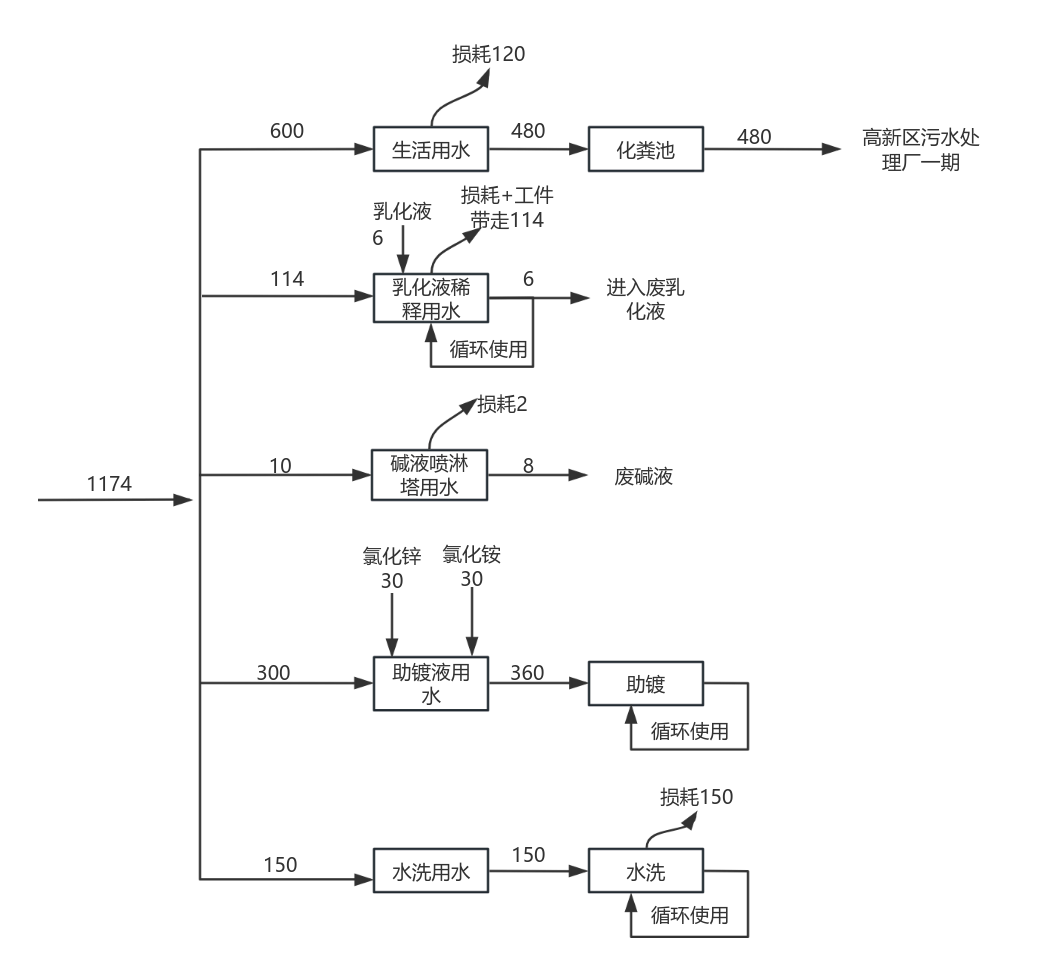 损耗120
600
生活用水
480
化粪池
480
高新区污水处
理厂一期
乳化液
6
损耗+工件
带走114
114
乳化液稀
释用水
6
进入废乳
化液
循环使用
损耗2
10
碱液喷淋
塔用水
8
废碱液
1174
氯化锌
30
氯化铵
30
300
助镀液用
水
360
助镀
循环使用
损耗150
150
水洗用水
150
水洗
循环使用